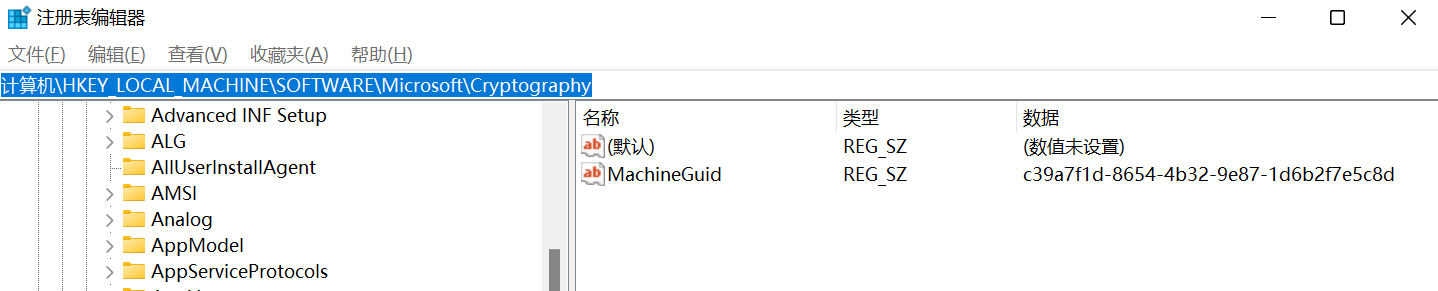 注册表编辑器
文件(F) 编辑(E) 查看(V) 收藏夹(A) 帮助(H)
计算机\HKEY_LOCAL_MACHINE\SOFTWARE\Microsoft\Cryptography
Advanced INF Setup
ALG
AllUserInstallAgent
AMSI
Analog
AppModel
AppServiceProtocols
名称 类型 数据
ab (默认) REG_SZ (数值未设置)
ab MachineGuid REG_SZ c39a7f1d-8654-4b32-9e87-1d6b2f7e5c8d